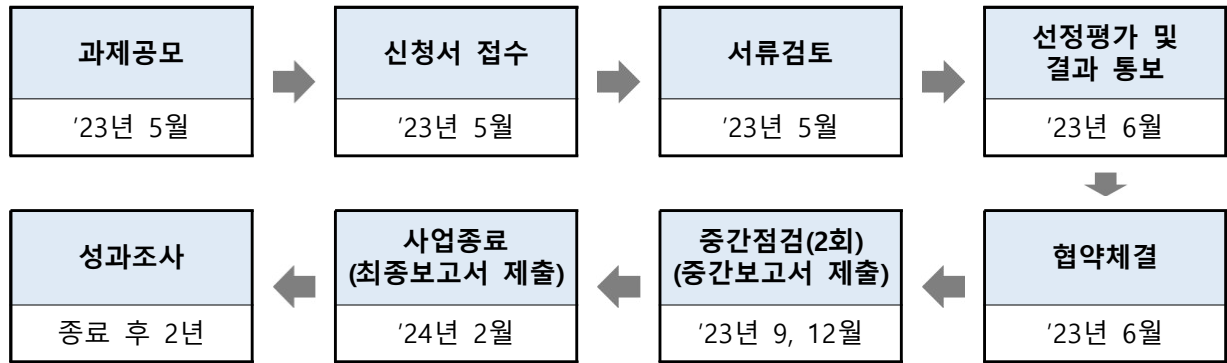 과제공모
'23년 5월
신청서 접수
'23년 5월
서류검토
'23년 5월
선정평가 및
결과 통보
'23년 6월
협약체결
'23년 6월
중간점검(2회)
(중간보고서 제출)
'23년 9, 12월
사업종료
(최종보고서 제출)
'24년 2월
성과조사
종료 후 2년